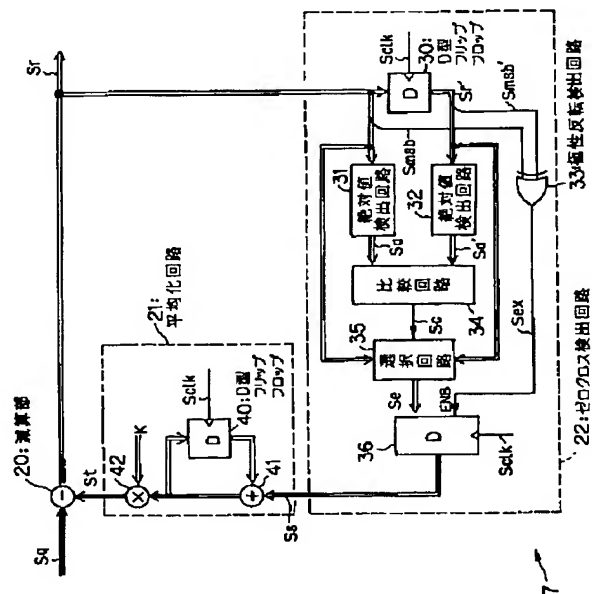 Sq
20:減算部
Sr
St
21:
平均化回路
42
K
Sclk
D
40:D型
フリップ
フロップ
41
Ss
D
Sclk
30:
D型
フリップ
フロップ
Sr'
Smsb
Smsb'
31
絶対値
検出回路
32
絶対値
検出回路
Sa
Sa'
比較回路
34
Sc
35
選択回路
Se
ENB
36
D
Sclk
Sex
33:極性反転検出回路
22:ゼロクロス検出回路
7